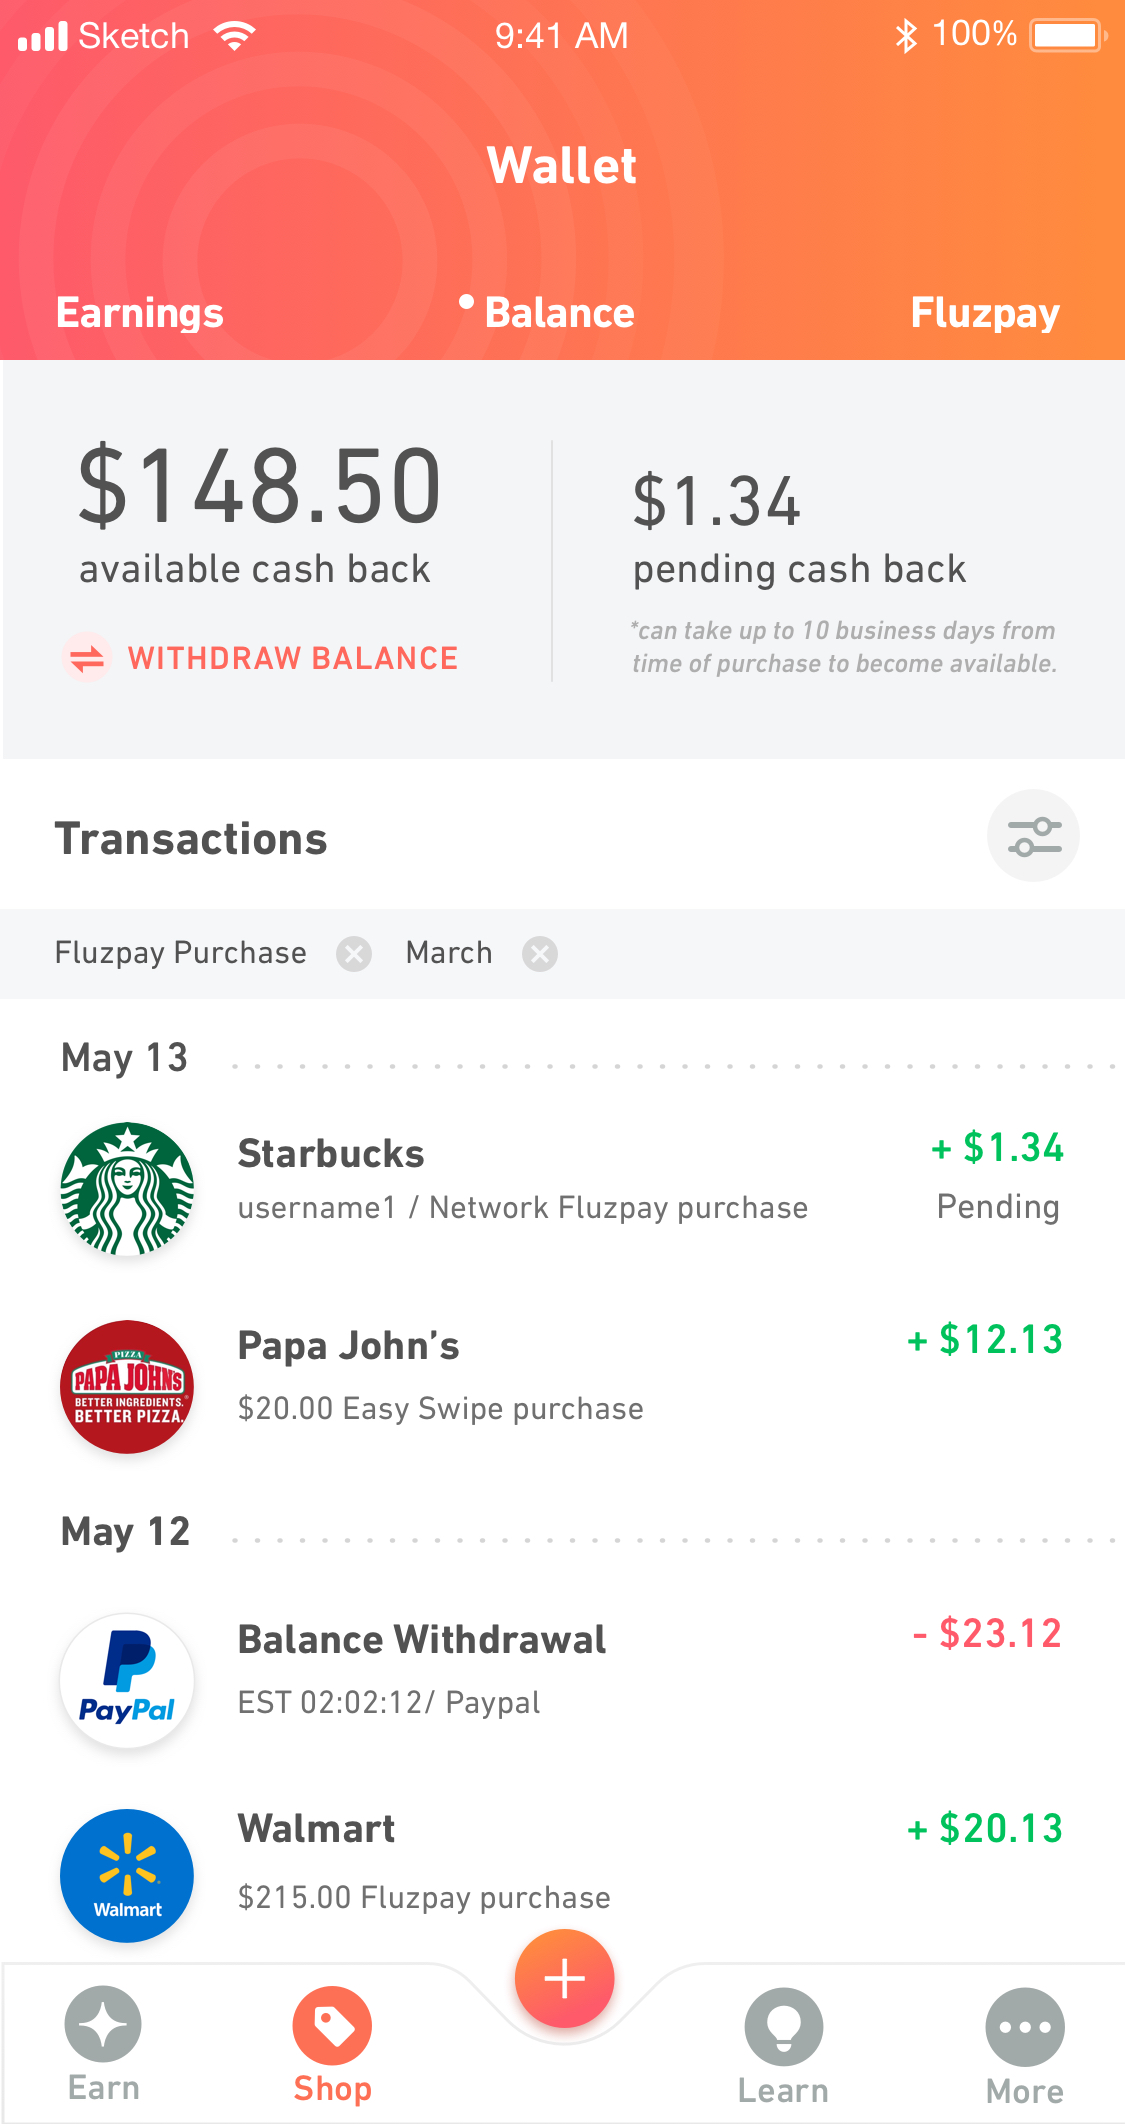 Sketch
9:41 AM
100%
Wallet
Earnings
Balance
Fluzpay
$148.50
available cash back
WITHDRAW BALANCE
$1.34
pending cash back
*can take up to 10 business days from
time of purchase to become available.
Transactions
Fluzpay Purchase
March
May 13
Starbucks
+ $1.34
username1 / Network Fluzpay purchase
Pending
PIZZA
PAPA JOHNS
BETTER INGREDIENTS.
BETTER PIZZA.
Papa John’s
+ $12.13
$20.00 Easy Swipe purchase
May 12
PayPal
Balance Withdrawal
- $23.12
EST 02:02:12/ Paypal
Walmart
Walmart
+ $20.13
$215.00 Fluzpay purchase
Earn
Shop
Learn
More